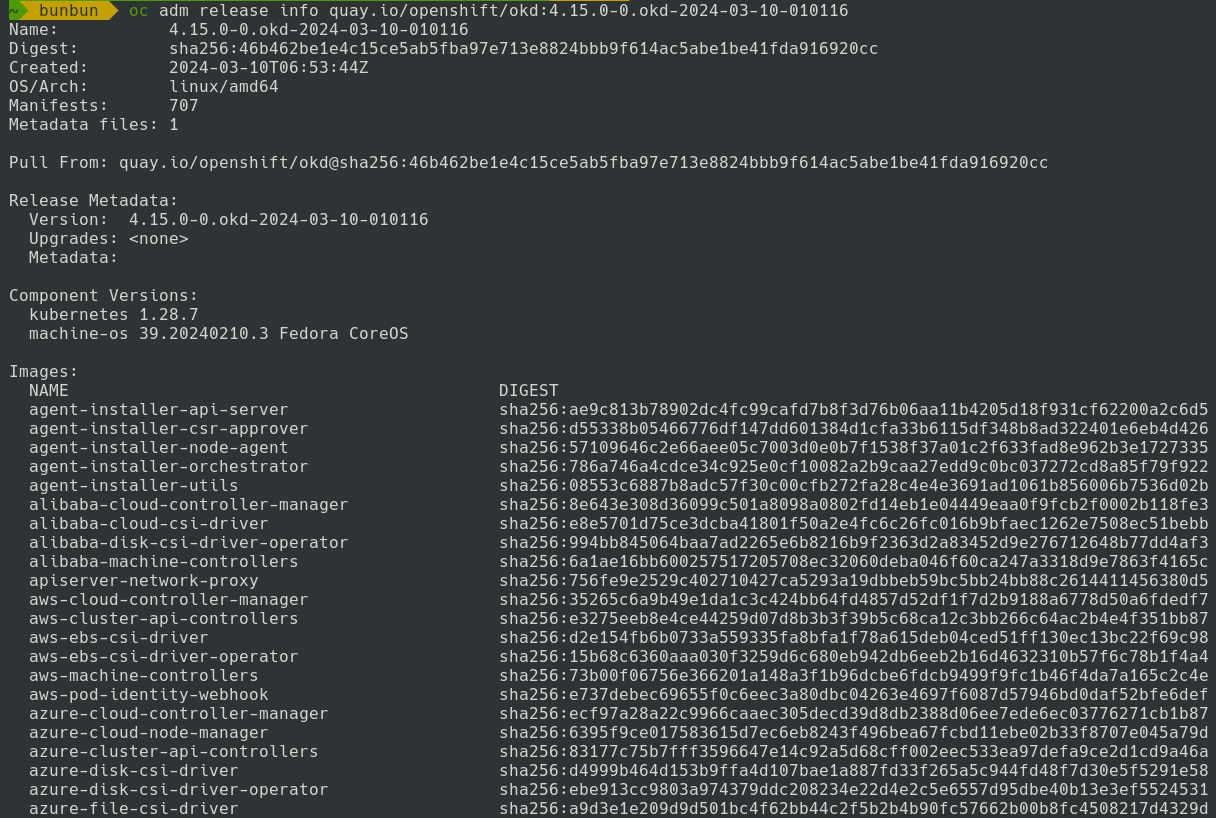 ~ bunbun oc adm release info quay.io/openshift/okd:4.15.0-0.okd-2024-03-10-010116
Name: 4.15.0-0.okd-2024-03-10-010116
Digest: sha256:46b462be1e4c15ce5ab5fba97e713e8824bbb9f614ac5abe1be41fda916920cc
Created: 2024-03-10T06:53:44Z
OS/Arch: linux/amd64
Manifests: 707
Metadata files: 1
Pull From: quay.io/openshift/okd@sha256:46b462be1e4c15ce5ab5fba97e713e8824bbb9f614ac5abe1be41fda916920cc
Release Metadata:
Version: 4.15.0-0.okd-2024-03-10-010116
Upgrades: <none>
Metadata:
Component Versions:
kubernetes 1.28.7
machine-os 39.20240210.3 Fedora CoreOS
Images:
NAME DIGEST
agent-installer-api-server sha256:ae9c813b78902dc4fc99cafd7b8f3d76b06aa11b4205d18f931cf62200a2c6d5
agent-installer-csr-approver sha256:d55338b05466776df147dd601384d1cfa33b6115df348b8ad322401e6eb4d426
agent-installer-node-agent sha256:57109646c2e66aee05c7003d0e0b7f1538f37a01c2f633fad8e962b3e1727335
agent-installer-orchestrator sha256:786a746a4cdce34c925e0cf10082a2b9caa27edd9c0bc037272cd8a85f79f922
agent-installer-utils sha256:08553c6887b8adc57f30c00cfb272fa28c4e4e3691ad1061b856006b7536d02b
alibaba-cloud-controller-manager sha256:8e643e308d36099c501a8098a0802fd14eb1e04449eaa0f9fcb2f0002b118fe3
alibaba-cloud-csi-driver sha256:e8e5701d75ce3dcba41801f50a2e4fc6c26fc016b9bfaec1262e7508ec51bebb
alibaba-disk-csi-driver-operator sha256:994bb845064baa7ad2265e6b8216b9f2363d2a83452d9e276712648b77dd4af3
alibaba-machine-controllers sha256:6a1ae16bb600257517205708ec32060deba046f60ca247a3318d9e7863f4165c
apiserver-network-proxy sha256:756fe9e2529c402710427ca5293a19dbbeb59bc5bb24bb88c2614411456380d5
aws-cloud-controller-manager sha256:35265c6a9b49e1da1c3c424bb64fd4857d52df1f7d2b9188a6778d50a6fdedf7
aws-cluster-api-controllers sha256:e3275eeb8e4ce44259d07d8b3b3f39b5c68ca12c3bb266c64ac2b4e4f351bb87
aws-ebs-csi-driver sha256:d2e154fb6b0733a559335fa8bfa1f78a615deb04ced51ff130ec13bc22f69c98
aws-ebs-csi-driver-operator sha256:15b68c6360aaa030f3259d6c680eb942db6eeb2b16d4632310b57f6c78b1f4a4
aws-machine-controllers sha256:73b00f06756e366201a148a3f1b96dcbe6fdcb9499f9fc1b46f4da7a165c2c4e
aws-pod-identity-webhook sha256:e737debec69655f0c6eec3a80dbc04263e4697f6087d57946bd0daf52bfe6def
azure-cloud-controller-manager sha256:ecf97a28a22c9966caaec305decd39d8db2388d06ee7ede6ec03776271cb1b87
azure-cloud-node-manager sha256:6395f9ce017583615d7ec6eb8243f496bea67fcbd11ebe02b33f8707e045a79d
azure-cluster-api-controllers sha256:83177c75b7fff3596647e14c92a5d68cff002eec533ea97defa9ce2d1cd9a46a
azure-disk-csi-driver sha256:d4999b464d153b9ffa4d107bae1a887fd33f265a5c944fd48f7d30e5f5291e58
azure-disk-csi-driver-operator sha256:ebe913cc9803a974379ddc208234e22d4e2c5e6557d95dbe40b13e3ef5524531
azure-file-csi-driver sha256:a9d3e1e209d9d501bc4f62bb44c2f5b2b4b90fc57662b00b8fc4508217d4329d